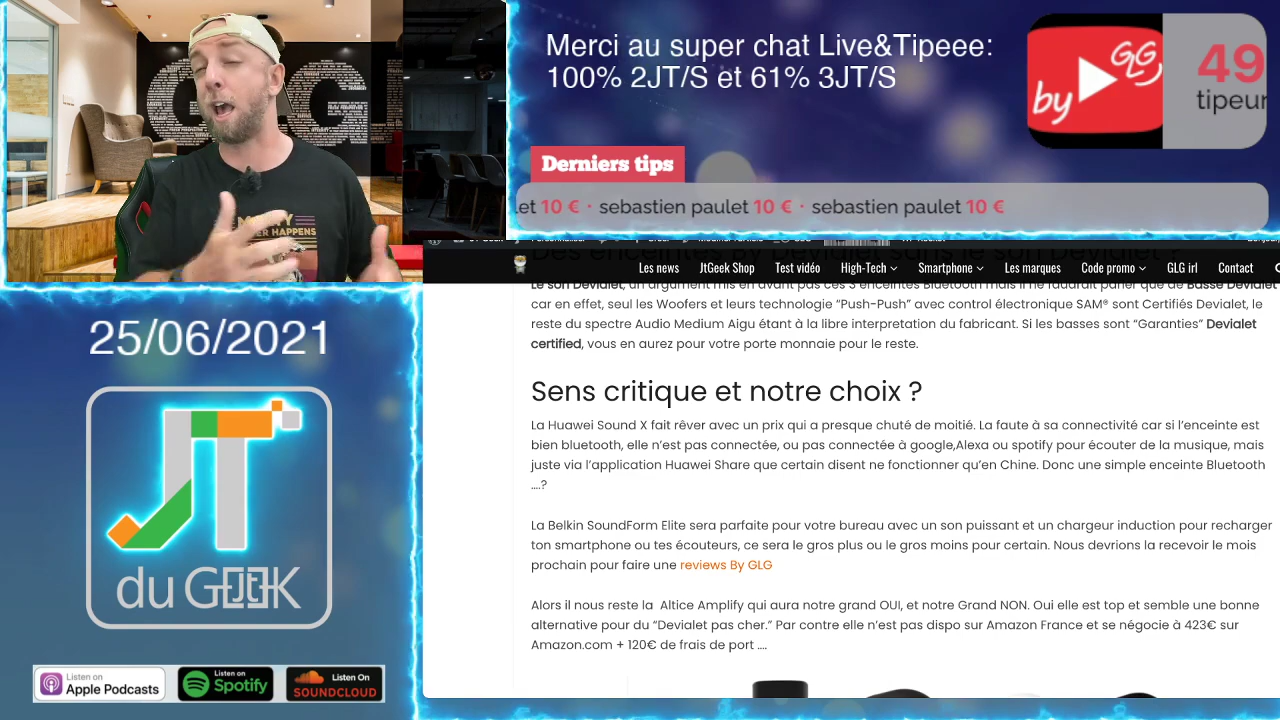 Merci au super chat Live&Tipeee:
100% 2JT/S et 61% 3JT/S
by GG
49
tipeur
Derniers tips
et 10 € · sebastien paulet 10 € · sebastien paulet 10 €
Les news JtGeek Shop Test vidéo High-Tech Smartphone Les marques Code promo GLG irl Contact
Le son Devialet, un argument mis en avant pas ces 3 enceintes Bluetooth mais il ne faudrait parler que de Basse Devialet
car en effet, seul les Woofers et leurs technologie “Push-Push” avec control électronique SAM® sont Certifiés Devialet, le
reste du spectre Audio Medium Aigu étant à la libre interpretation du fabricant. Si les basses sont “Garanties” Devialet
certified, vous en aurez pour votre porte monnaie pour le reste.
Sens critique et notre choix ?
La Huawei Sound X fait rêver avec un prix qui a presque chuté de moitié. La faute à sa connectivité car si l’enceinte est
bien bluetooth, elle n’est pas connectée, ou pas connectée à google,Alexa ou spotify pour écouter de la musique, mais
juste via l’application Huawei Share que certain disent ne fonctionner qu’en Chine. Donc une simple enceinte Bluetooth
….?
La Belkin SoundForm Elite sera parfaite pour votre bureau avec un son puissant et un chargeur induction pour recharger
ton smartphone ou tes écouteurs, ce sera le gros plus ou le gros moins pour certain. Nous devrions la recevoir le mois
prochain pour faire une reviews By GLG
Alors il nous reste la Altice Amplify qui aura notre grand OUI, et notre Grand NON. Oui elle est top et semble une bonne
alternative pour du “Devialet pas cher.” Par contre elle n’est pas dispo sur Amazon France et se négocie à 423€ sur
Amazon.com + 120€ de frais de port ….
25/06/2021
JT
du GEEK
Listen on
Apple Podcasts
Listen on
Spotify
Listen On
SOUNDCLOUD